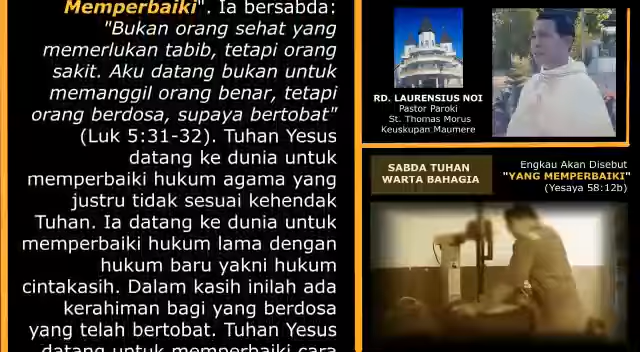 Memperbaiki". Ia bersabda:
"Bukan orang sehat yang
memerlukan tabib, tetapi orang
sakit. Aku datang bukan untuk
memanggil orang benar, tetapi
orang berdosa, supaya bertobat"
(Luk 5:31-32). Tuhan Yesus
datang ke dunia untuk
memperbaiki hukum agama yang
justru tidak sesuai kehendak
Tuhan. Ia datang ke dunia untuk
memperbaiki hukum lama dengan
hukum baru yakni hukum
cintakasih. Dalam kasih inilah ada
kerahiman bagi yang berdosa
yang telah bertobat. Tuhan Yesus
datang untuk memperbaiki cara
RD. LAURENSIUS NOI
Pastor Paroki
St. Thomas Morus
Keuskupan Maumere
SABDA TUHAN
WARTA BAHAGIA
Engkau Akan Disebut
"YANG MEMPERBAIKI"
(Yesaya 58:12b)